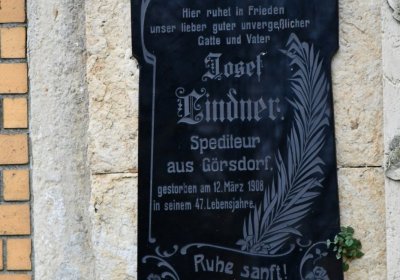 Hier ruhet in Frieden
unser lieber guter unvergeßlicher
Gatte und Vater
Josef
Lindner.
Spediteur
aus Görsdorf,
gestorben am 12. März 1908
in seinem 47. Lebensjahre.
Ruhe sanft!